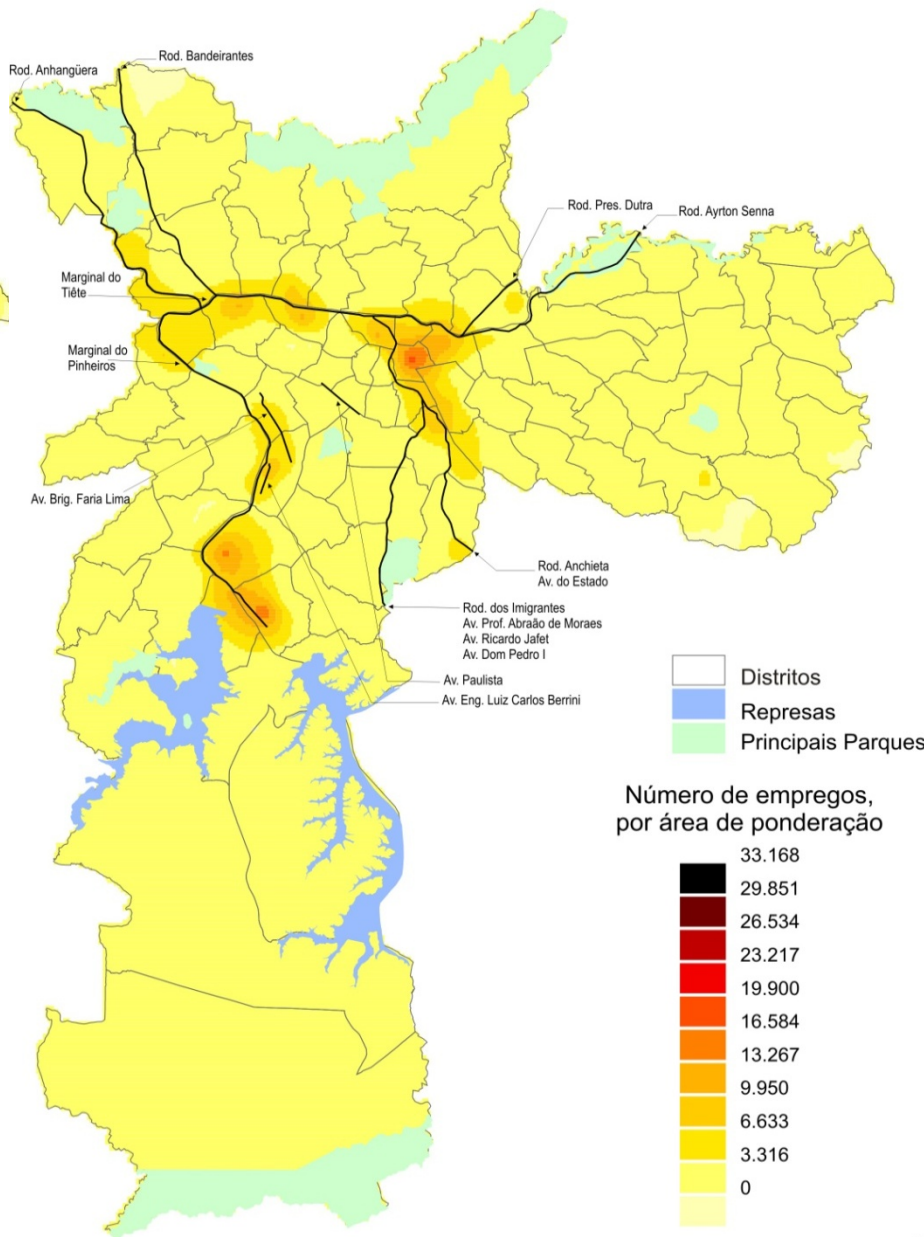 Rod. Bandeirantes
Rod. Anhangüera
Rod. Pres. Dutra
Rod. Ayrton Senna
Marginal do
Tiête
Marginal do
Pinheiros
Av. Brig. Faria Lima
Rod. Anchieta
Av. do Estado
Rod. dos Imigrantes
Av. Prof. Abraão de Moraes
Av. Ricardo Jafet
Av. Dom Pedro I
Av. Paulista
Av. Eng. Luiz Carlos Berrini
Distritos
Represas
Principais Parques
Número de empregos,
por área de ponderação
33.168
29.851
26.534
23.217
19.900
16.584
13.267
9.950
6.633
3.316
0